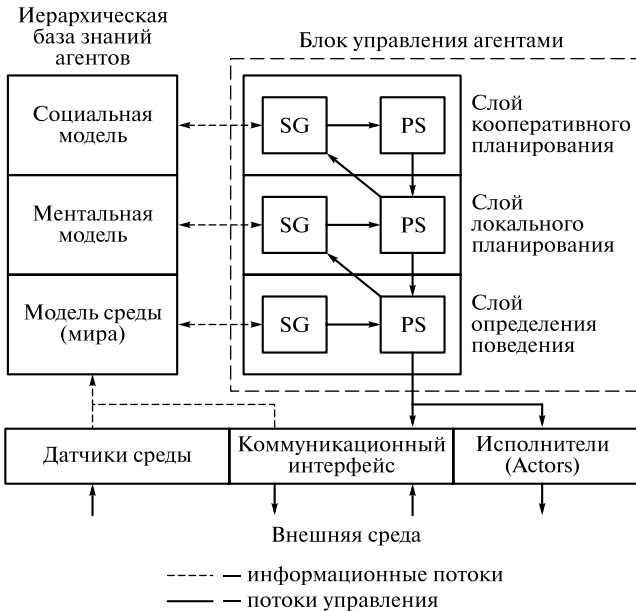 Иерархическая
база знаний
агентов
Блок управления агентами
Социальная
модель
SG
PS
Слой
кооперативного
планирования
Ментальная
модель
SG
PS
Слой
локального
планирования
Модель среды
(мира)
SG
PS
Слой
определения
поведения
Датчики среды
Коммуникационный
интерфейс
Исполнители
(Actors)
Внешняя среда
— информационные потоки
— потоки управления